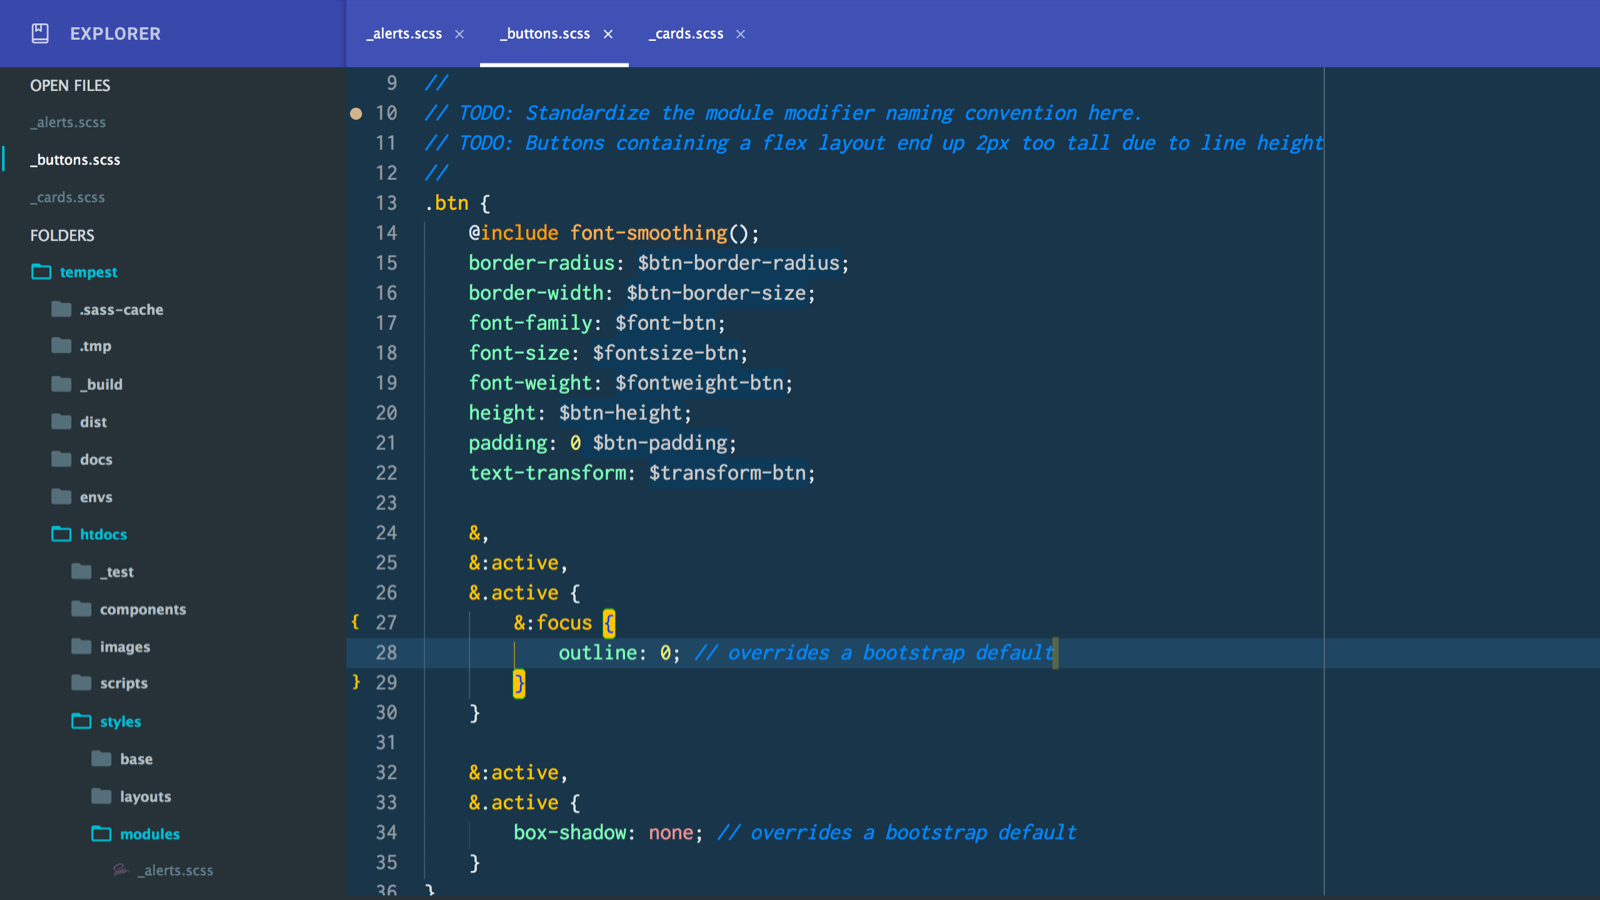 EXPLORER
_alerts.scss × _buttons.scss × _cards.scss ×
OPEN FILES
_alerts.scss
_buttons.scss
_cards.scss
FOLDERS
tempest
.sass-cache
.tmp
_build
dist
docs
envs
htdocs
_test
components
images
scripts
styles
base
layouts
modules
_alerts.scss
9 //
10 // TODO: Standardize the module modifier naming convention here.
11 // TODO: Buttons containing a flex layout end up 2px too tall due to line height
12 //
13 .btn {
14     @include font-smoothing();
15     border-radius: $btn-border-radius;
16     border-width: $btn-border-size;
17     font-family: $font-btn;
18     font-size: $fontsize-btn;
19     font-weight: $fontweight-btn;
20     height: $btn-height;
21     padding: 0 $btn-padding;
22     text-transform: $transform-btn;
23
24     &,
25     &:active,
26     &.active {
{ 27         &:focus {
28             outline: 0; // overrides a bootstrap default
} 29         }
30     }
31
32     &:active,
33     &.active {
34         box-shadow: none; // overrides a bootstrap default
35     }
36 }